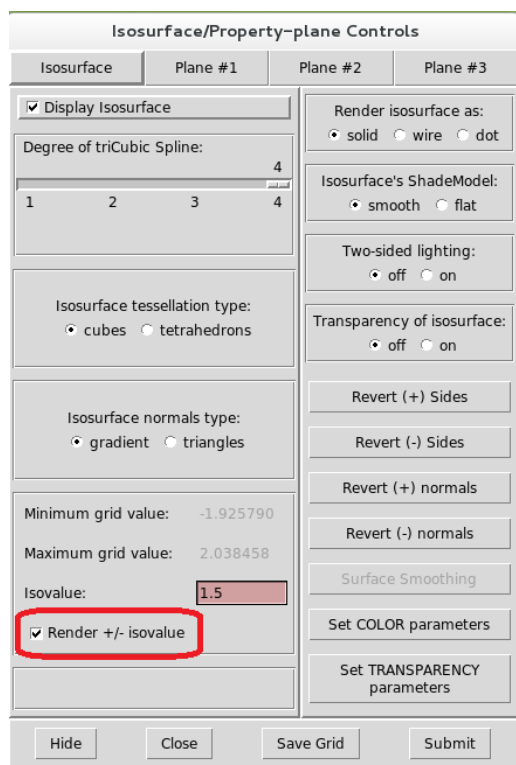 Isosurface/Property-plane Controls
Isosurface Plane #1 Plane #2 Plane #3
Display Isosurface
Degree of triCubic Spline:
4
1 2 3 4
Isosurface tessellation type:
cubes tetrahedrons
Isosurface normals type:
gradient triangles
Minimum grid value: -1.925790
Maximum grid value: 2.038458
Isovalue: 1.5
Render +/- isovalue
Render isosurface as:
solid wire dot
Isosurface's ShadeModel:
smooth flat
Two-sided lighting:
off on
Transparency of isosurface:
off on
Revert (+) Sides
Revert (-) Sides
Revert (+) normals
Revert (-) normals
Surface Smoothing
Set COLOR parameters
Set TRANSPARENCY
parameters
Hide Close Save Grid Submit